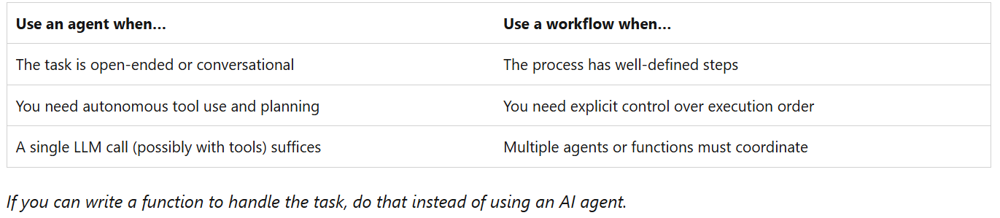 Use an agent when… Use a workflow when…
The task is open-ended or conversational The process has well-defined steps
You need autonomous tool use and planning You need explicit control over execution order
A single LLM call (possibly with tools) suffices Multiple agents or functions must coordinate
If you can write a function to handle the task, do that instead of using an AI agent.